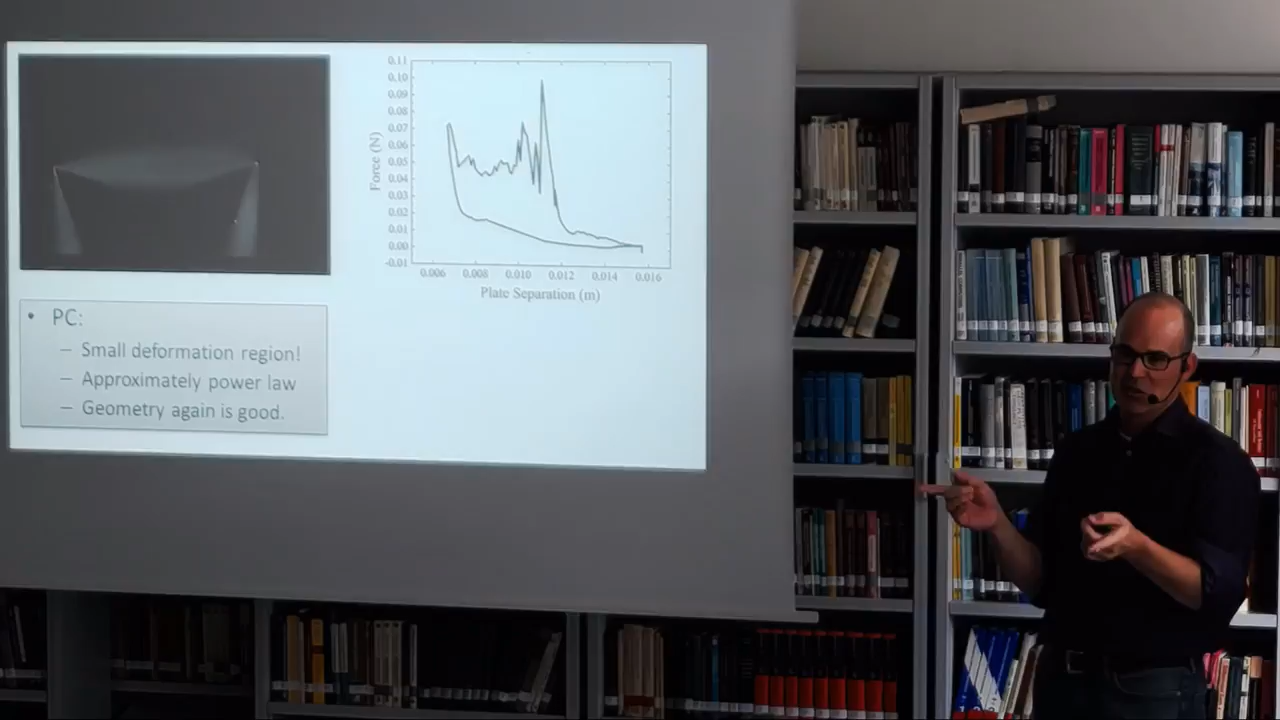 0.11
0.10
0.09
0.08
0.07
0.06
0.05
0.04
0.03
0.02
0.01
0.00
-0.01
Force (N)
0.006 0.008 0.010 0.012 0.014 0.016
Plate Separation (m)
• PC:
– Small deformation region!
– Approximately power law
– Geometry again is good.